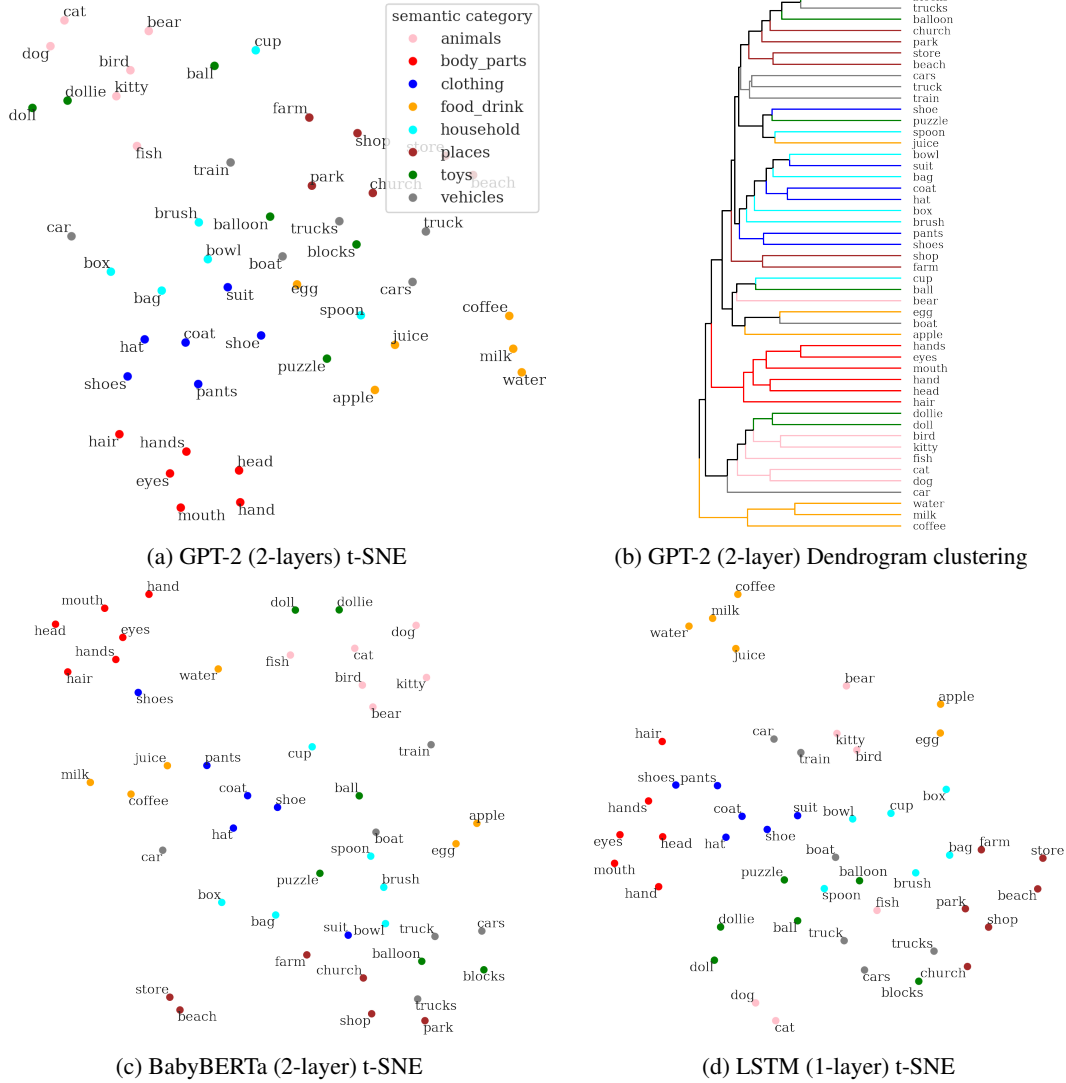 cat
bear
dog
bird
cup
ball
dollie
kitty
doll
farm
fish
shop
store
train
park
church
beach
brush
balloon
trucks
truck
car
bowl
boat
blocks
box
bag
suit
egg
cars
spoon
coffee
hat
coat
shoe
juice
milk
puzzle
water
shoes
pants
apple
hair
hands
eyes
head
mouth
hand
semantic category
animals
body_parts
clothing
food_drink
household
places
toys
vehicles
(a) GPT-2 (2-layers) t-SNE
trucks
balloon
church
park
store
beach
cars
truck
train
shoe
puzzle
spoon
juice
bowl
suit
bag
coat
hat
box
brush
pants
shoes
shop
farm
cup
ball
bear
egg
boat
apple
hands
eyes
mouth
hand
head
hair
dollie
doll
bird
kitty
fish
cat
dog
car
water
milk
coffee
(b) GPT-2 (2-layer) Dendrogram clustering
hand
mouth
head
eyes
hands
hair
shoes
water
doll
dollie
dog
fish
cat
bird
kitty
bear
cup
train
juice
pants
milk
coffee
coat
shoe
ball
hat
apple
boat
egg
car
spoon
puzzle
brush
box
bag
suit
bowl
truck
cars
farm
church
balloon
blocks
store
beach
shop
trucks
park
(c) BabyBERTa (2-layer) t-SNE
coffee
milk
water
juice
bear
apple
hair
car
kitty
egg
train
bird
shoes
pants
hands
coat
suit
bowl
cup
box
eyes
head
hat
shoe
boat
bag
farm
store
mouth
hand
puzzle
balloon
spoon
brush
beach
fish
park
dollie
ball
shop
doll
truck
trucks
church
cars
blocks
dog
cat
(d) LSTM (1-layer) t-SNE